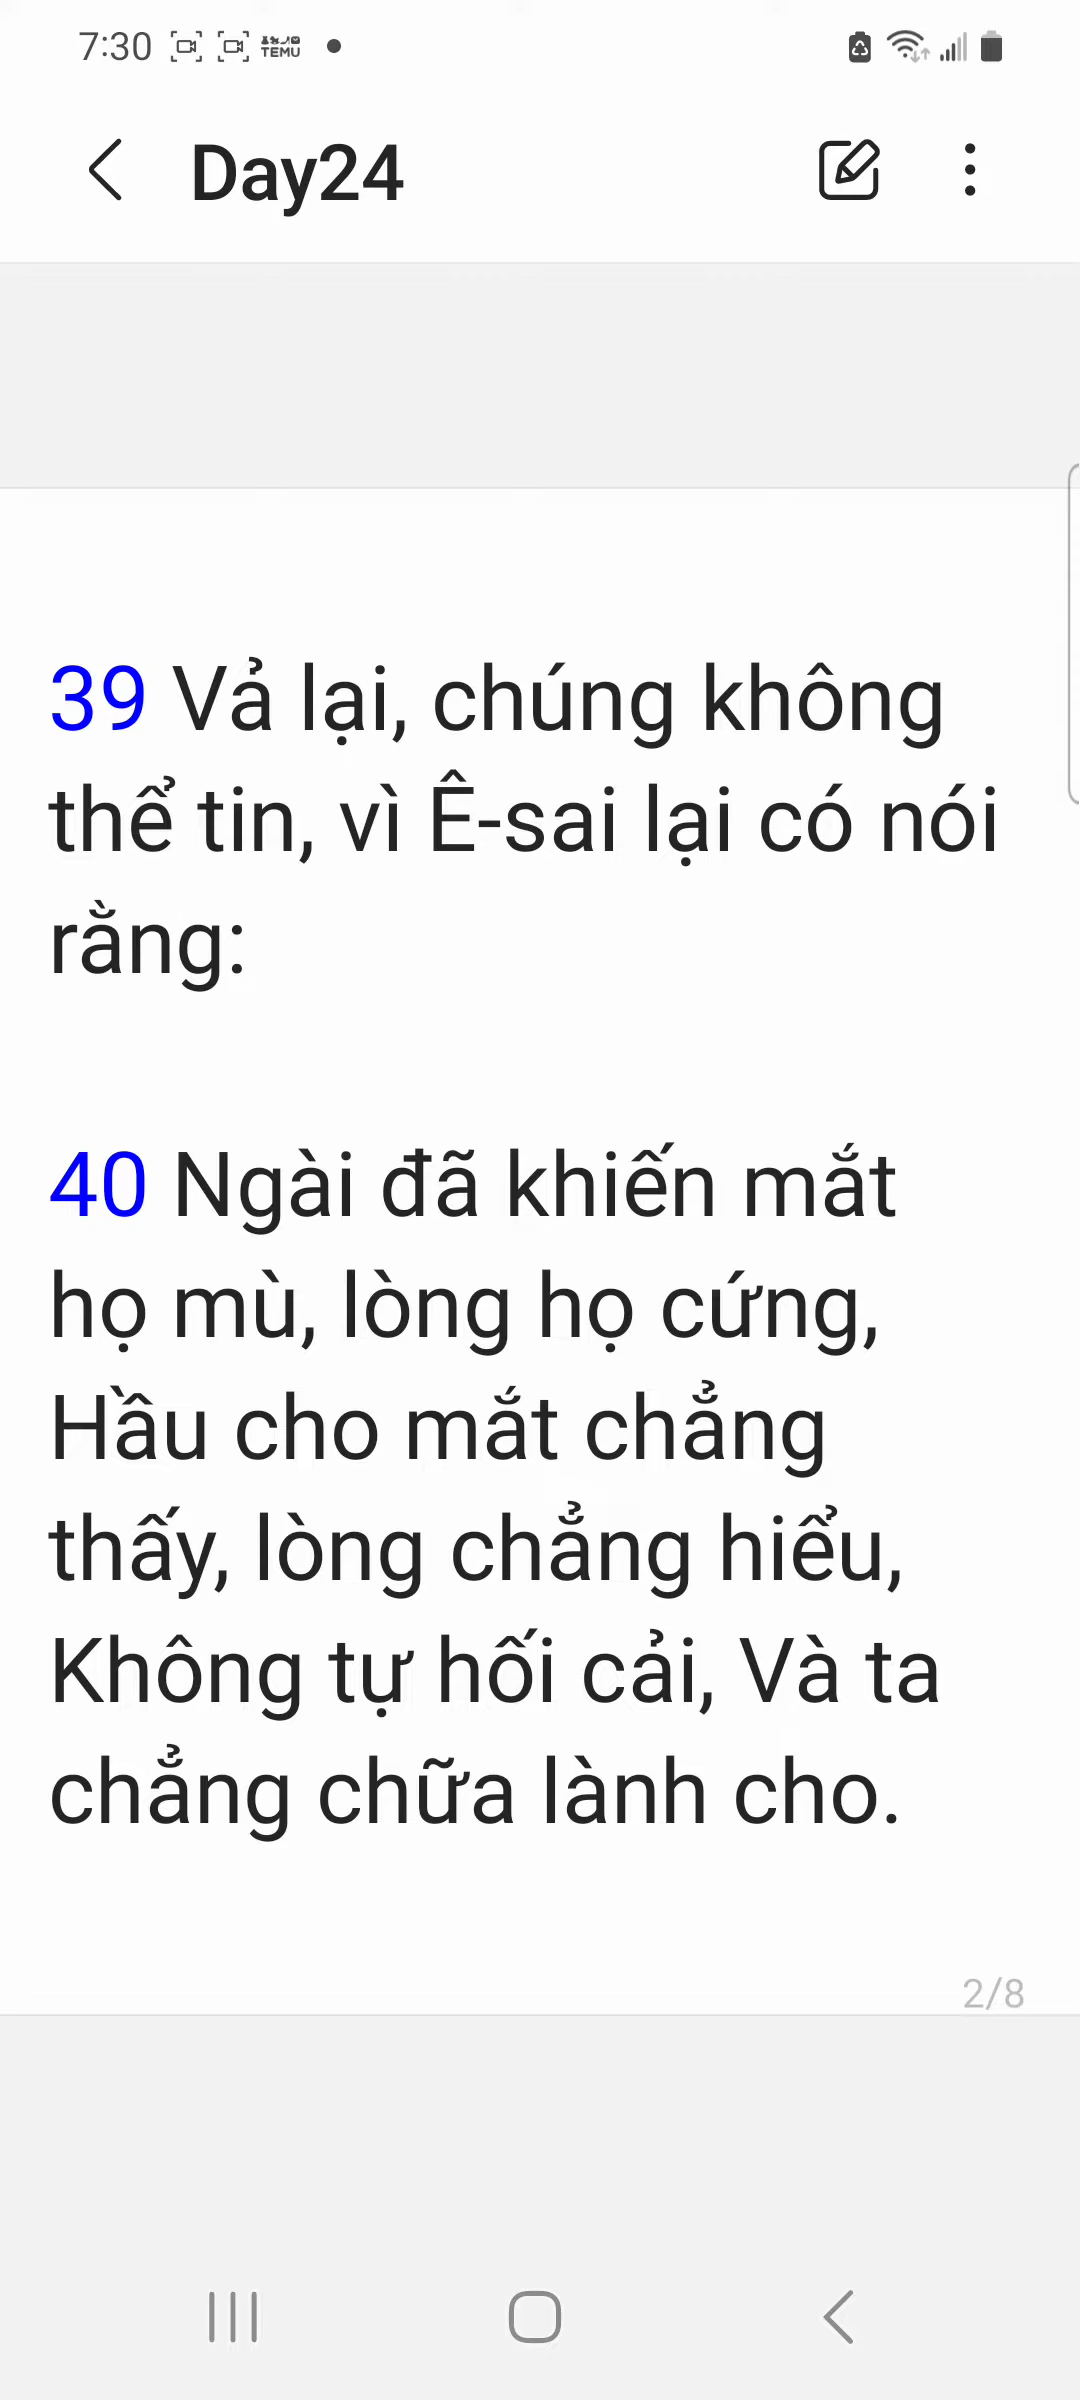 7:30 TEMU
Day24
39 Vả lại, chúng không
thể tin, vì Ê-sai lại có nói
rằng:
40 Ngài đã khiến mắt
họ mù, lòng họ cứng,
Hầu cho mắt chẳng
thấy, lòng chẳng hiểu,
Không tự hối cải, Và ta
chẳng chữa lành cho.
2/8